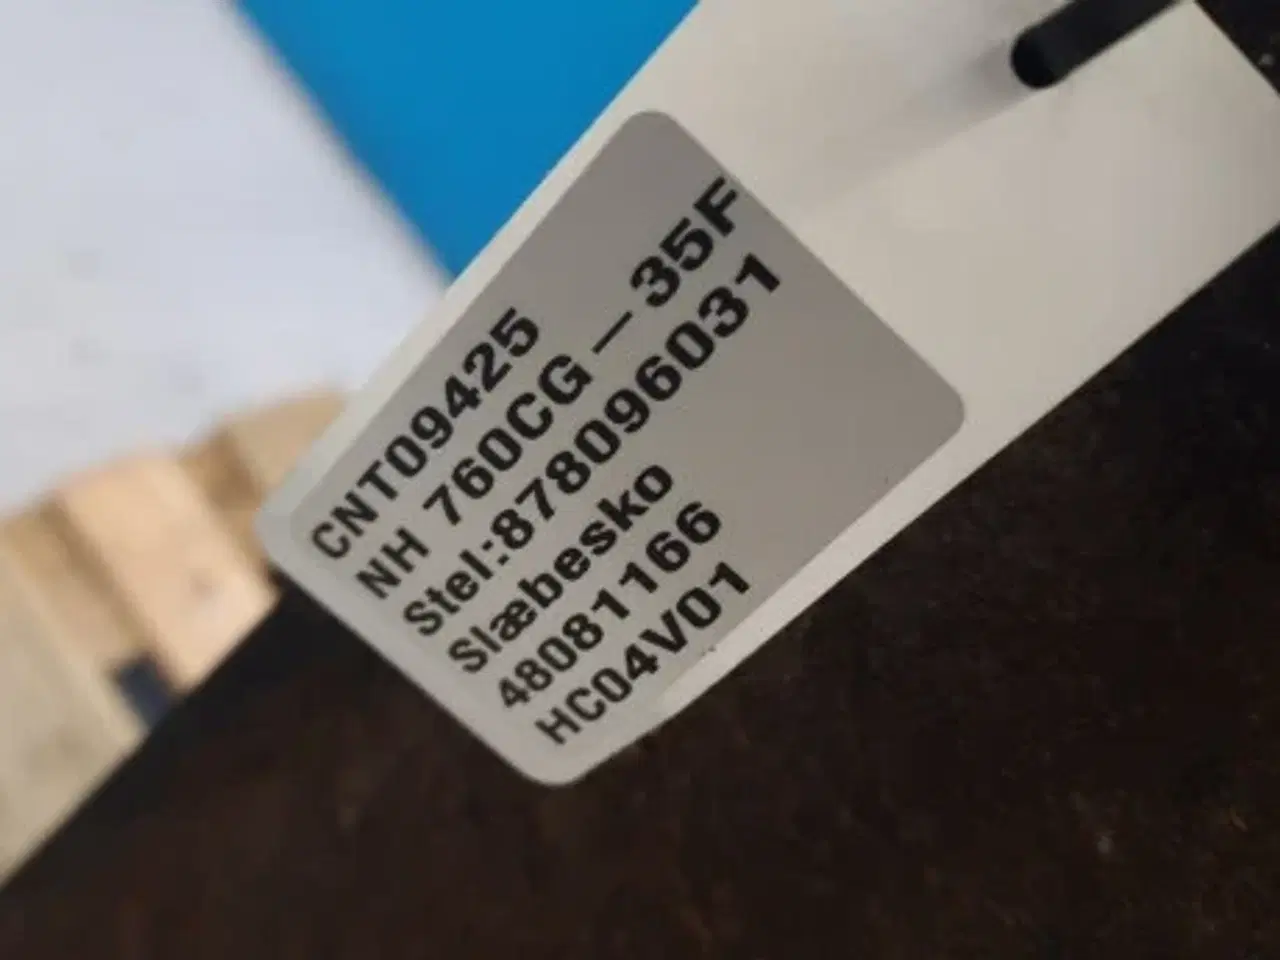 CNT09425
NH 760CG – 35F
Stel:878096031
Slæbesko
48081166
HC04V01